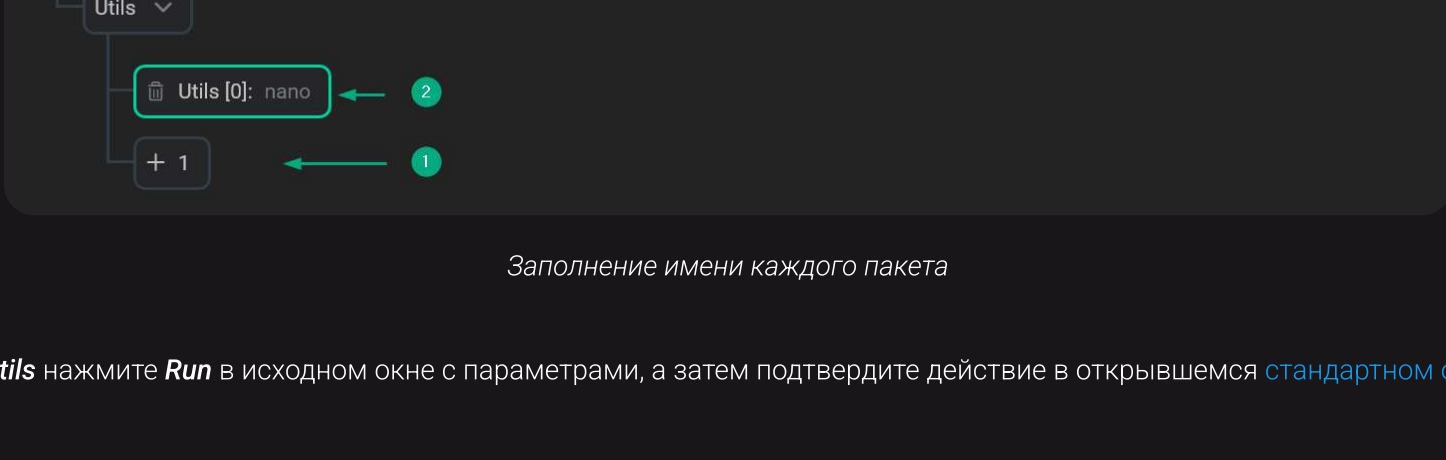 Utils
Utils [0]: nano
2
+ 1
1
Заполнение имени каждого пакета
tils нажмите Run в исходном окне с параметрами, а затем подтвердите действие в открывшемся стандартном